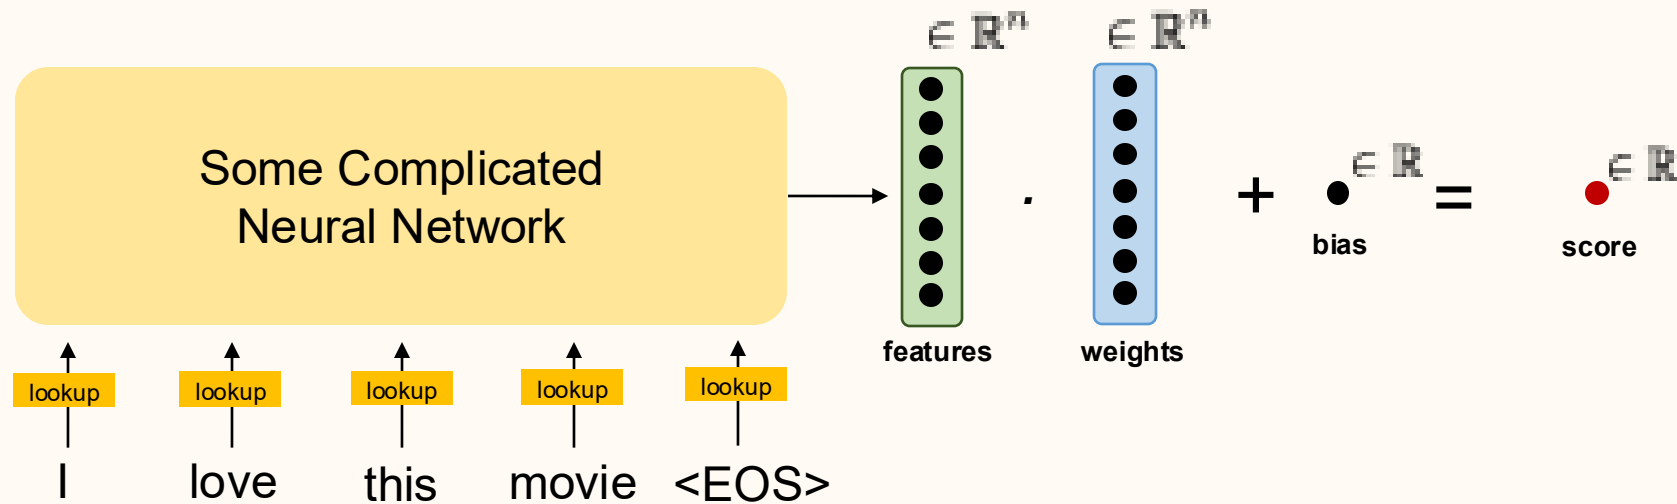 ∈ ℝⁿ ∈ ℝⁿ
Some Complicated
Neural Network
. + ∈ ℝ = ∈ ℝ
bias score
features weights
lookup lookup lookup lookup lookup
I love this movie <EOS>